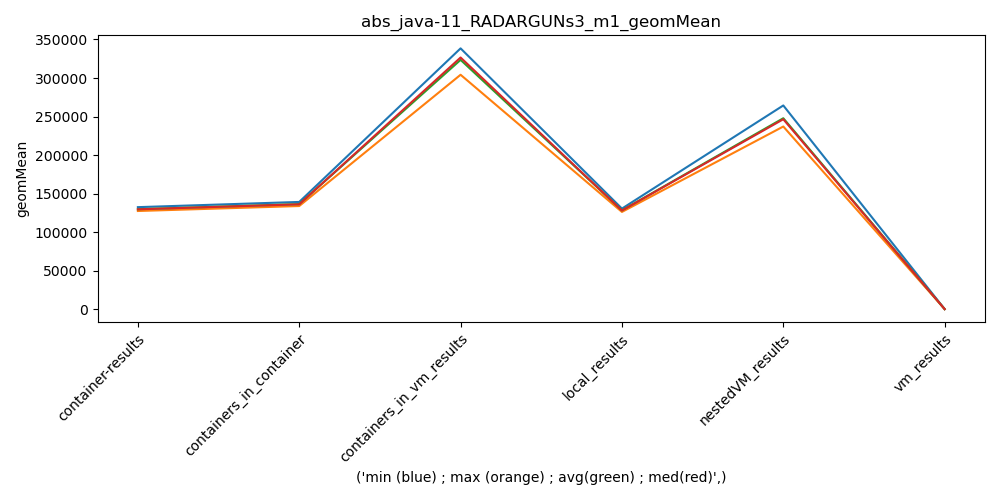 abs_java-11_RADARGUNs3_m1_geomMean
geomMean
350000
300000
250000
200000
150000
100000
50000
0
container-results
containers_in_container
containers_in_vm_results
local_results
nestedVM_results
vm_results
('min (blue) ; max (orange) ; avg(green) ; med(red)',)